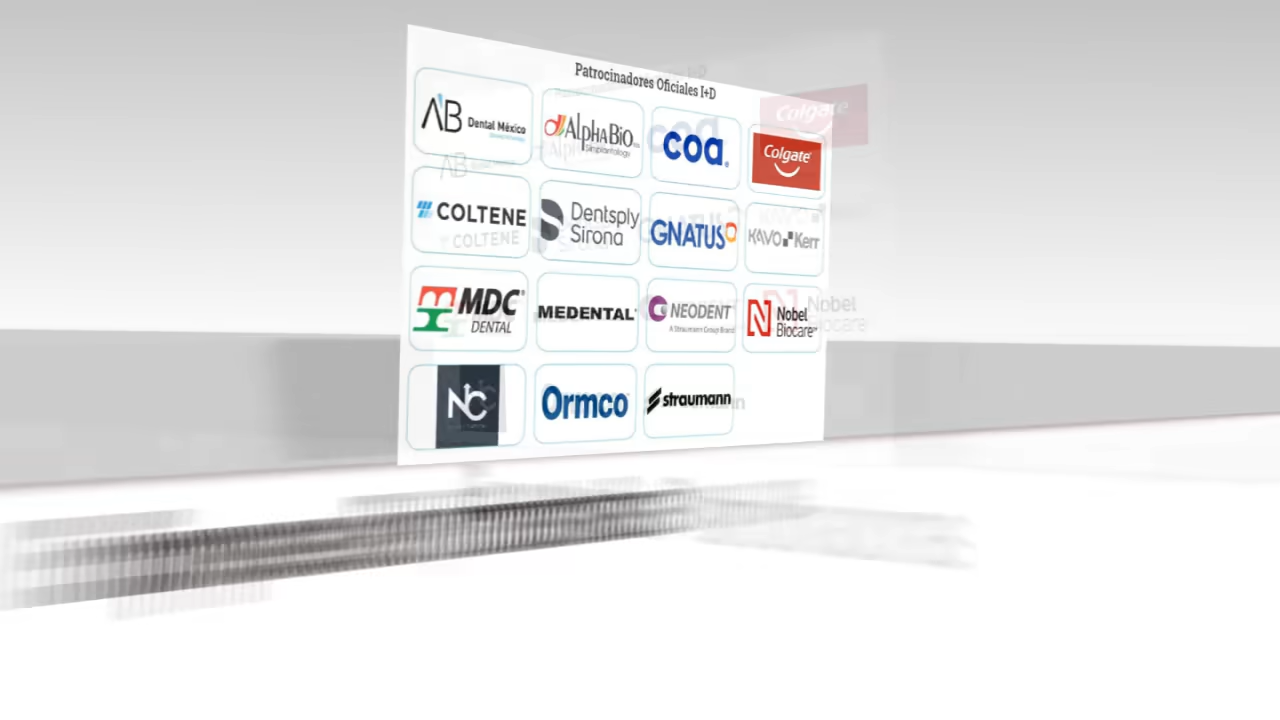 Patrocinadores Oficiales I+D
AB Dental México
AlphaBio
Simplantology
coa
Colgate
COLTENE
Dentsply
Sirona
GNATUS
KAVO Kerr
MDC
DENTAL
MEDENTAL
NEODENT
A Straumann Group Brand
Nobel
Biocare
NC
Ormco
straumann